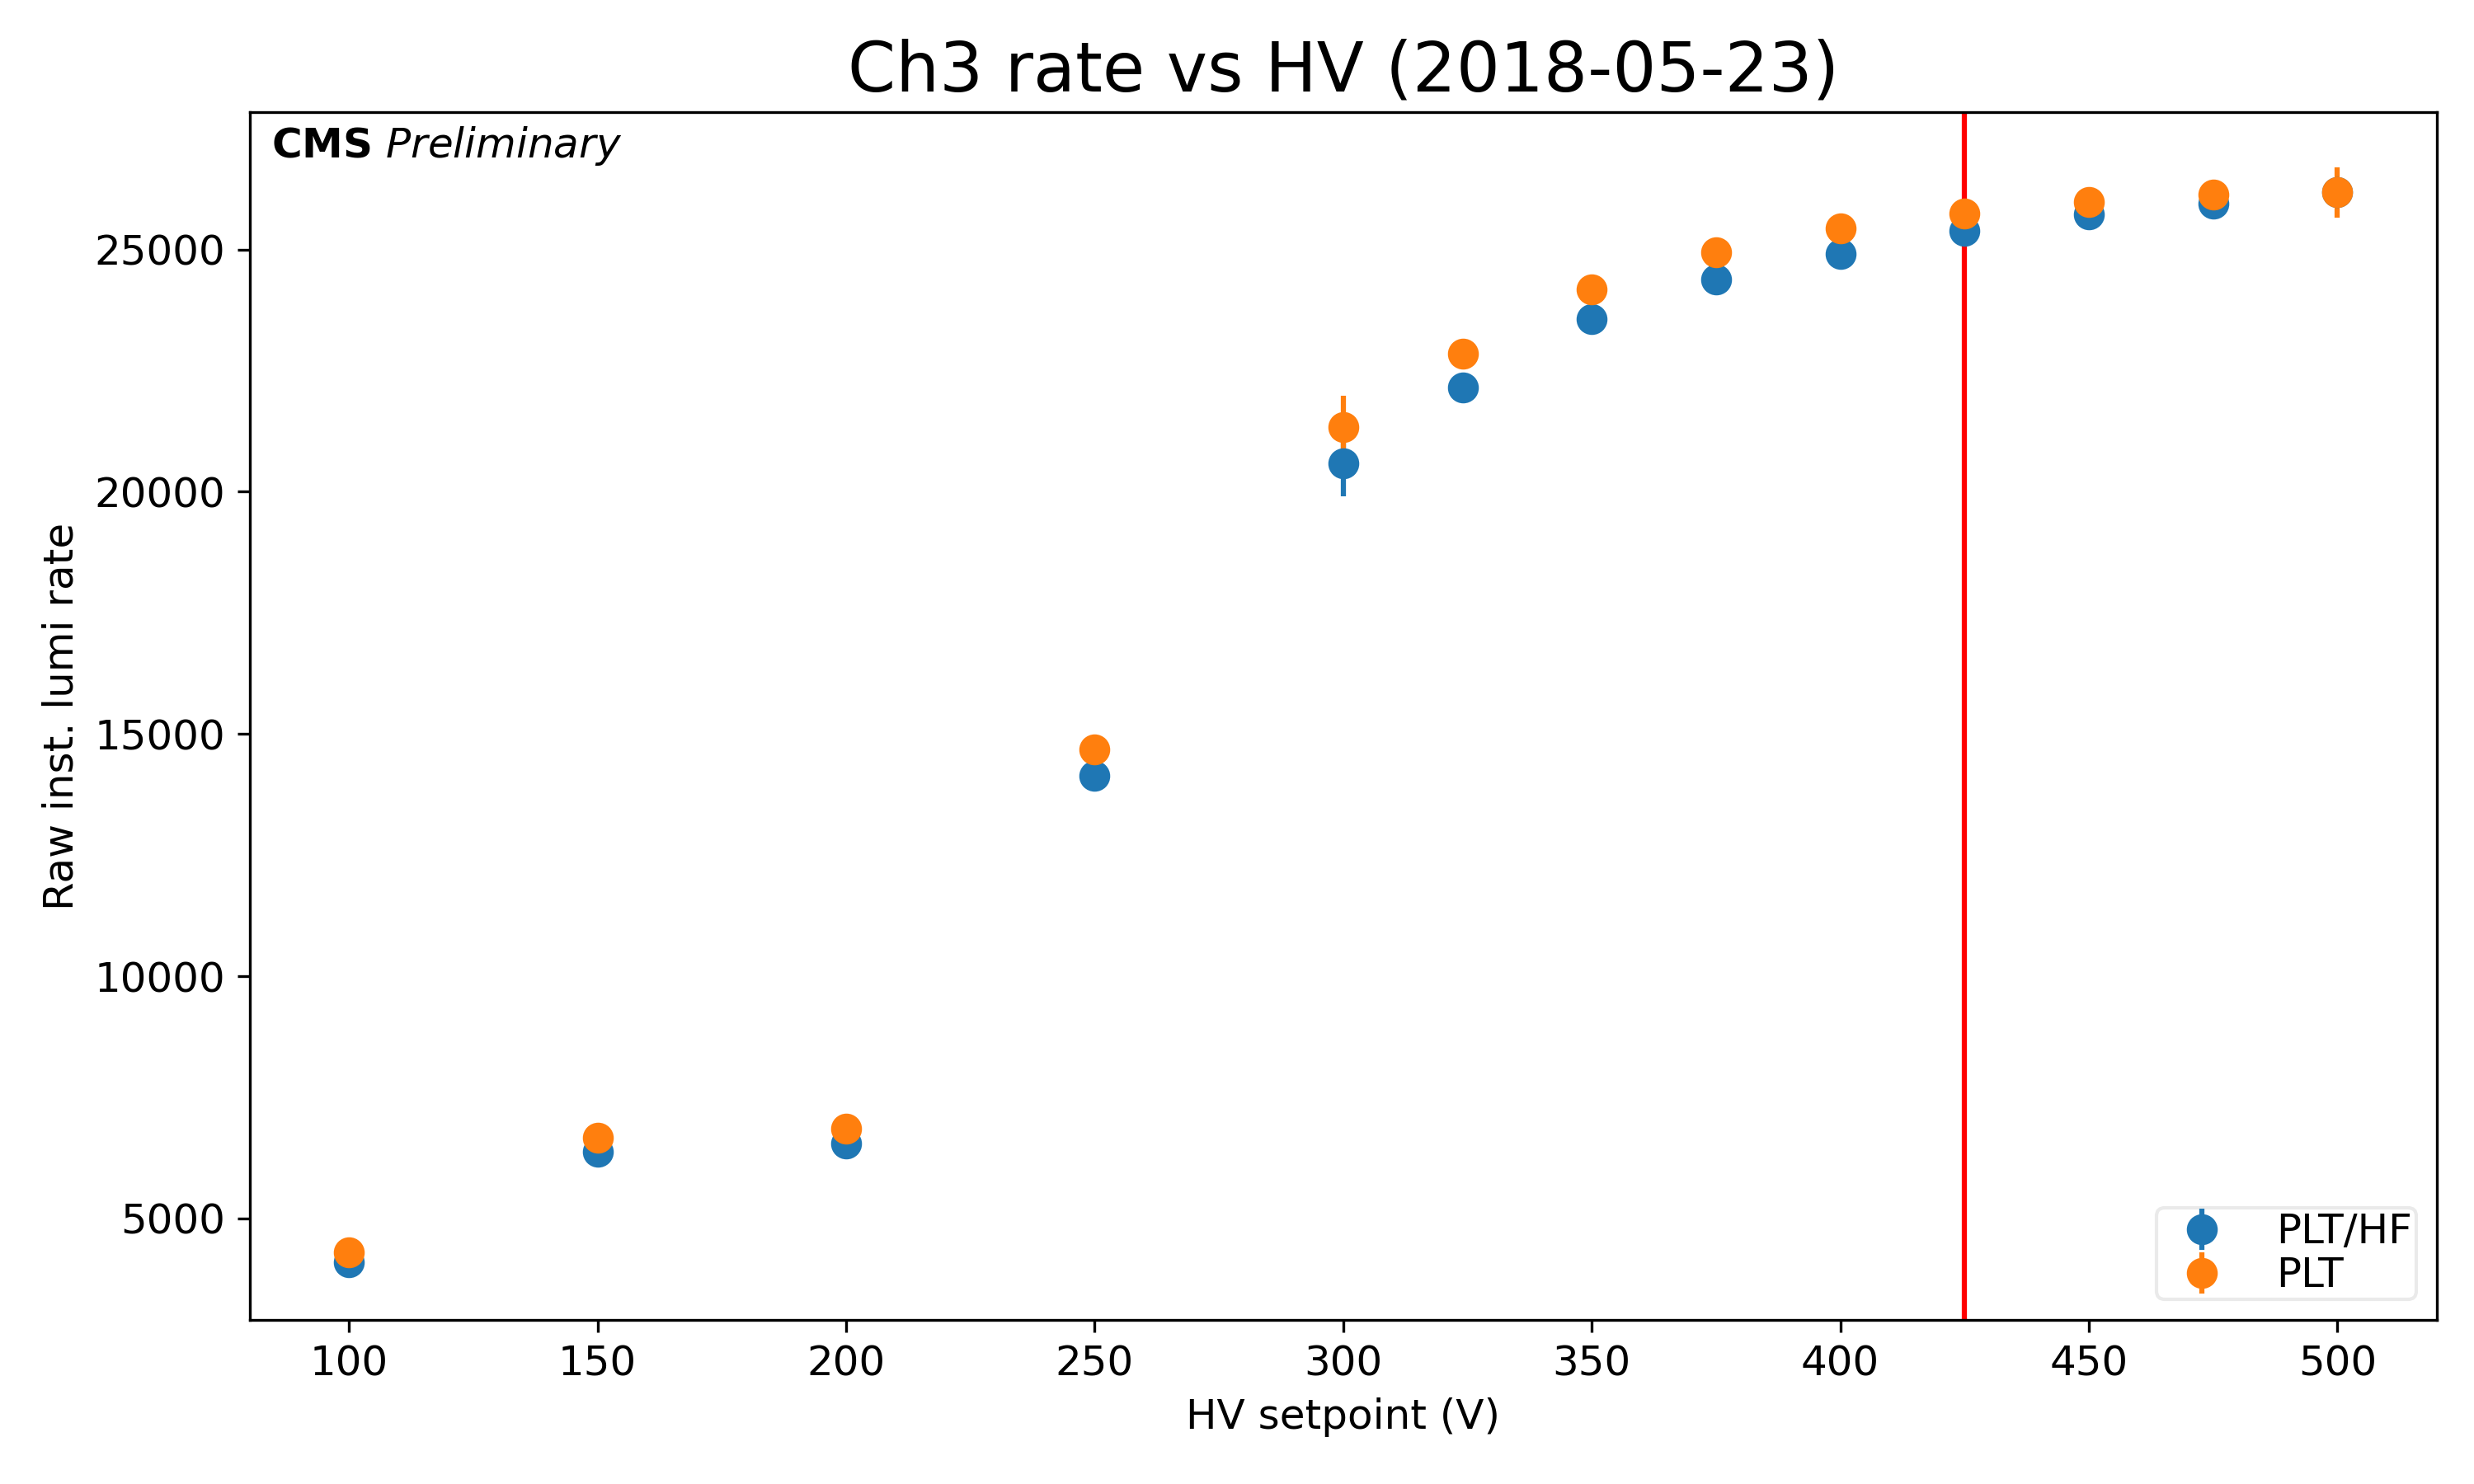 Ch3 rate vs HV (2018-05-23)
CMS Preliminary
Raw inst. lumi rate
25000
20000
15000
10000
5000
100 150 200 250 300 350 400 450 500
HV setpoint (V)
PLT/HF
PLT